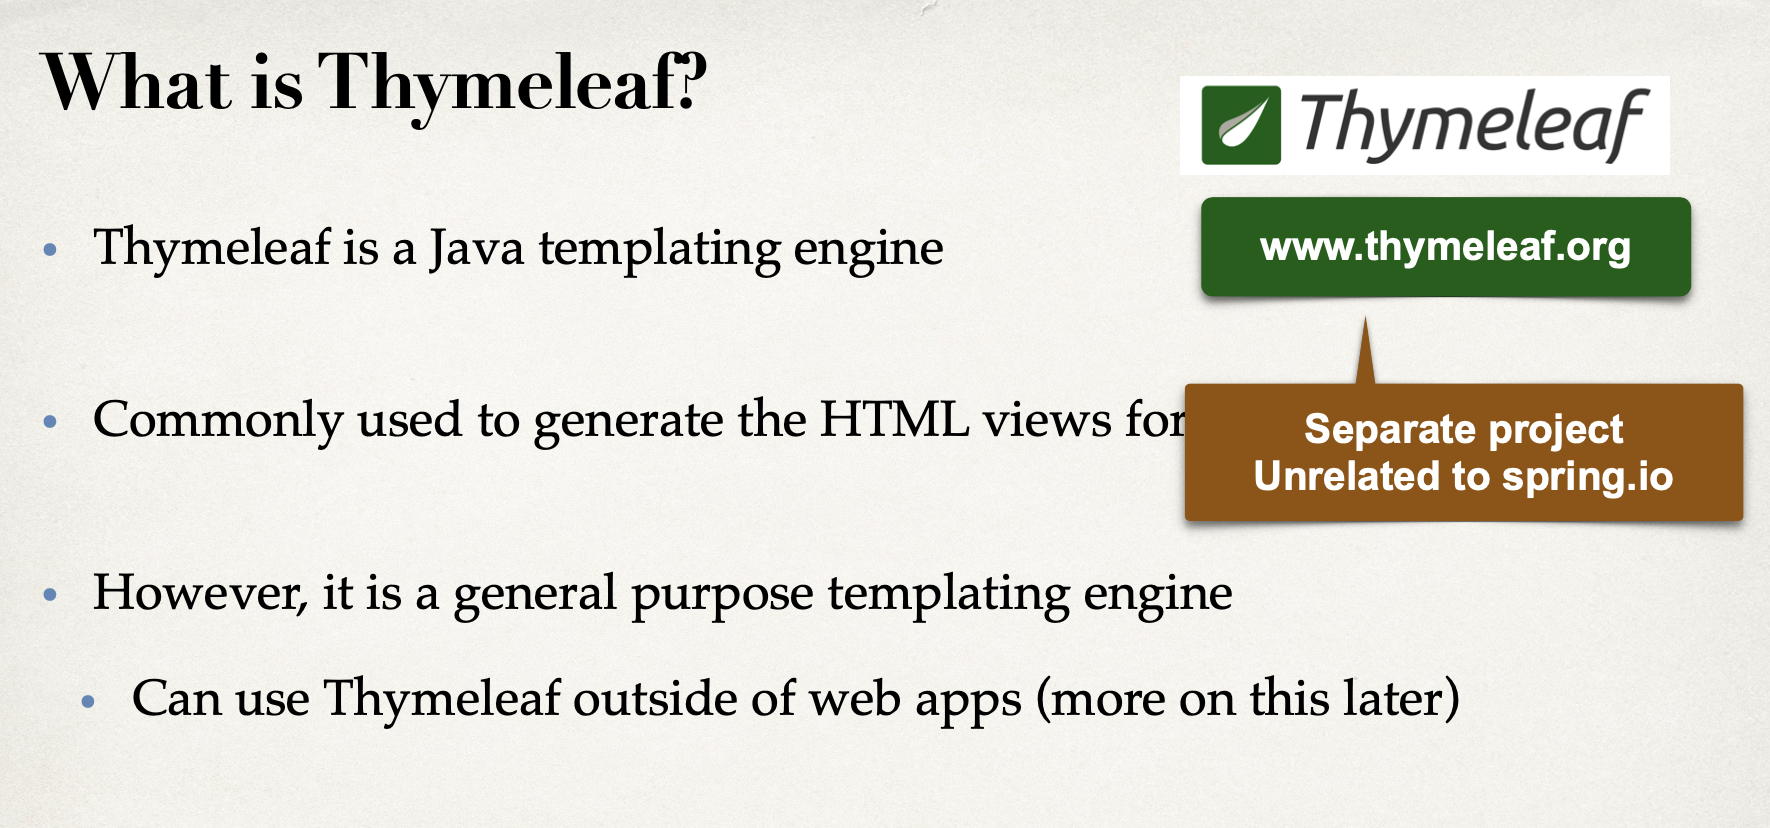 What is Thymeleaf?
Thymeleaf
www.thymeleaf.org
• Thymeleaf is a Java templating engine
• Commonly used to generate the HTML views for
Separate project
Unrelated to spring.io
• However, it is a general purpose templating engine
• Can use Thymeleaf outside of web apps (more on this later)